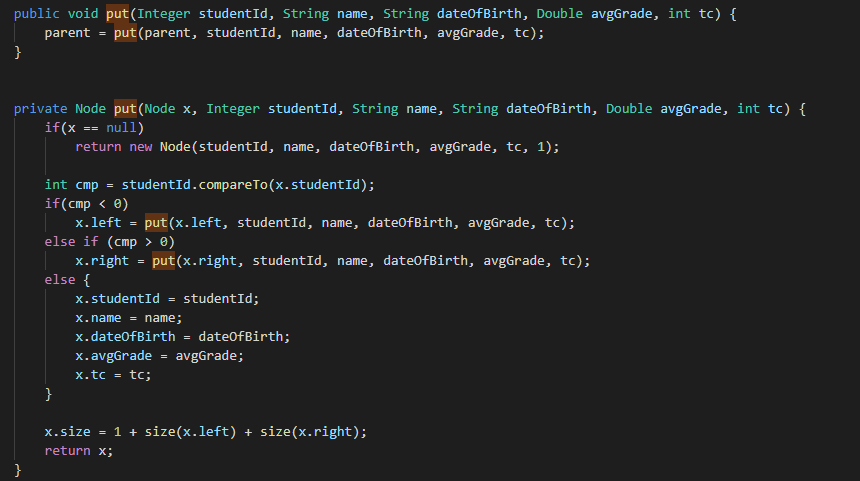 public void put(Integer studentId, String name, String dateOfBirth, Double avgGrade, int tc) {
    parent = put(parent, studentId, name, dateOfBirth, avgGrade, tc);
}
private Node put(Node x, Integer studentId, String name, String dateOfBirth, Double avgGrade, int tc) {
    if(x == null)
        return new Node(studentId, name, dateOfBirth, avgGrade, tc, 1);
    int cmp = studentId.compareTo(x.studentId);
    if(cmp < 0)
        x.left = put(x.left, studentId, name, dateOfBirth, avgGrade, tc);
    else if (cmp > 0)
        x.right = put(x.right, studentId, name, dateOfBirth, avgGrade, tc);
    else {
        x.studentId = studentId;
        x.name = name;
        x.dateOfBirth = dateOfBirth;
        x.avgGrade = avgGrade;
        x.tc = tc;
    }
    x.size = 1 + size(x.left) + size(x.right);
    return x;
}